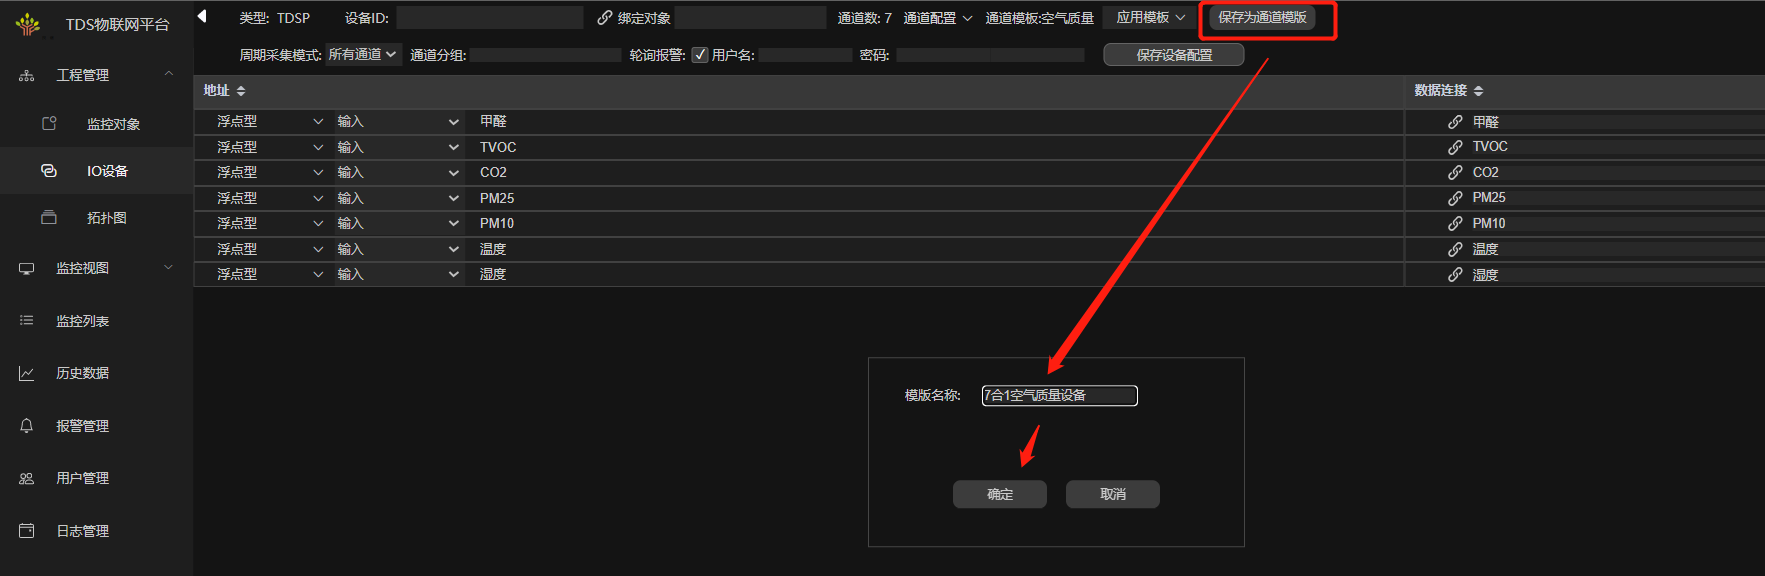 TDS物联网平台
工程管理
监控对象
IO设备
拓扑图
监控视图
监控列表
历史数据
报警管理
用户管理
日志管理
类型: TDSP 设备ID: 绑定对象 通道数: 7 通道配置 通道模板:空气质量 应用模板 保存为通道模版
周期采集模式: 所有通道 通道分组: 轮询报警: 用户名: 密码: 保存设备配置
地址 数据连接
浮点型 输入 甲醛 甲醛
浮点型 输入 TVOC TVOC
浮点型 输入 CO2 CO2
浮点型 输入 PM25 PM25
浮点型 输入 PM10 PM10
浮点型 输入 温度 温度
浮点型 输入 湿度 湿度
模版名称: 7合1空气质量设备
确定 取消